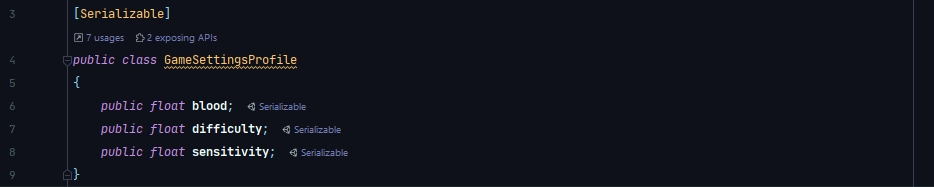 3 [Serializable]
7 usages 2 exposing APIs
4 public class GameSettingsProfile
5 {
6 public float blood; Serializable
7 public float difficulty; Serializable
8 public float sensitivity; Serializable
9 }